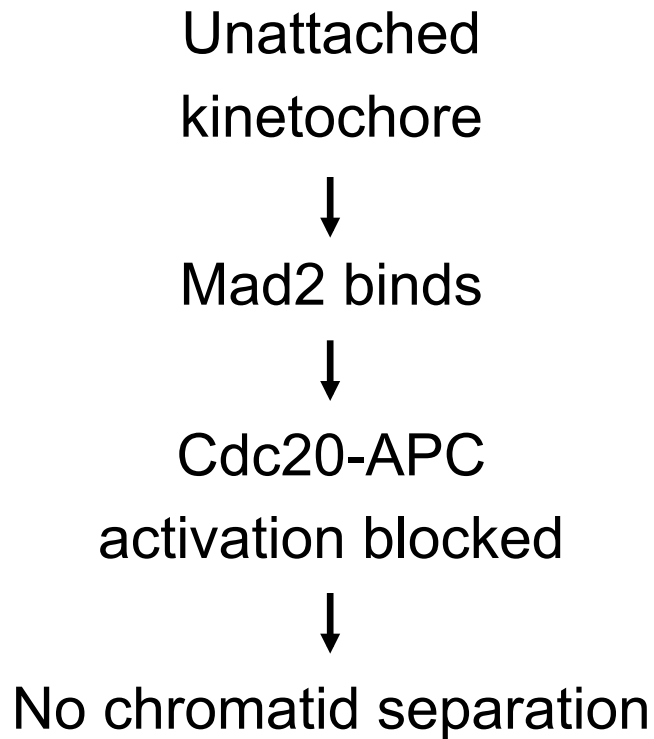 Unattached
kinetochore
Mad2 binds
Cdc20-APC
activation blocked
No chromatid separation